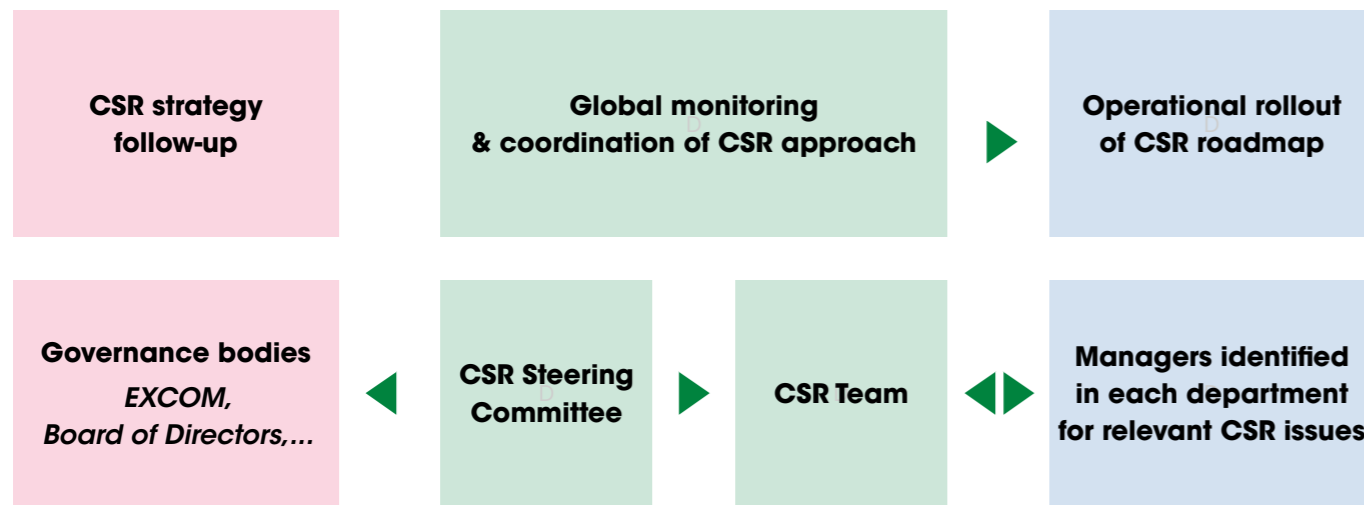 CSR strategy
follow-up
Global monitoring
& coordination of CSR approach
Operational rollout
of CSR roadmap
Governance bodies
EXCOM,
Board of Directors,...
CSR Steering
Committee
CSR Team
Managers identified
in each department
for relevant CSR issues